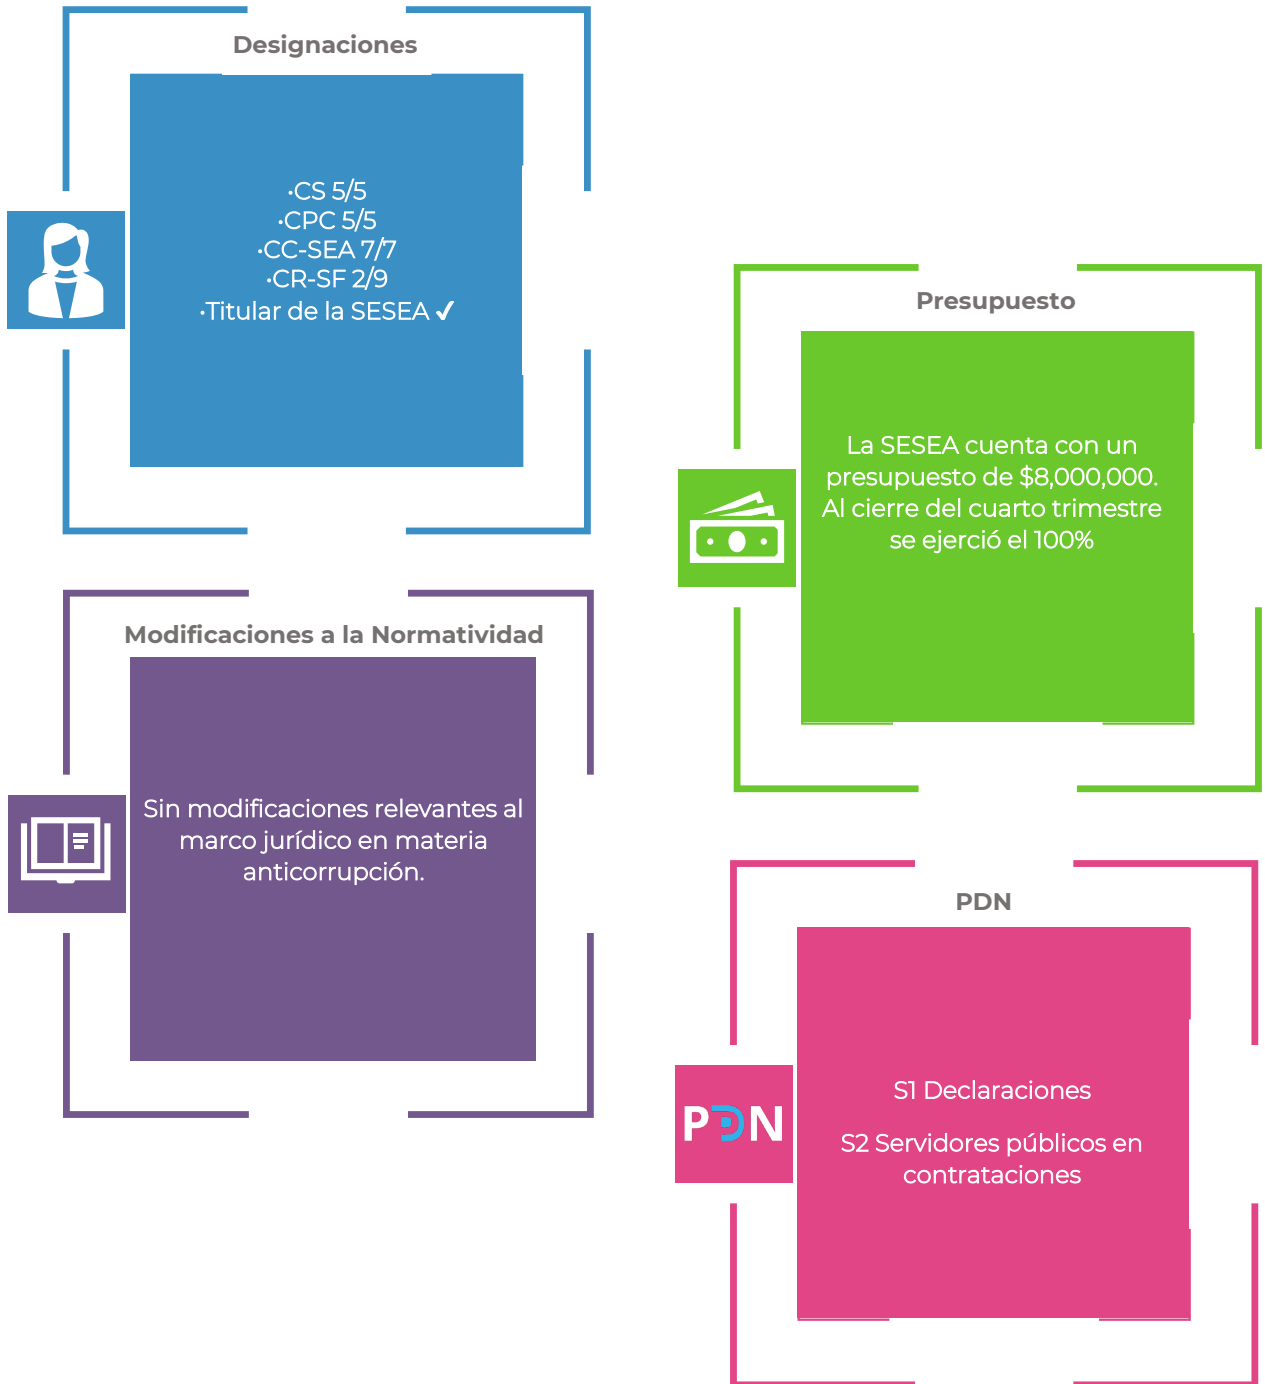 Designaciones
•CS 5/5
•CPC 5/5
•CC-SEA 7/7
•CR-SF 2/9
•Titular de la SESEA ✔
Presupuesto
La SESEA cuenta con un
presupuesto de $8,000,000.
Al cierre del cuarto trimestre
se ejerció el 100%
Modificaciones a la Normatividad
Sin modificaciones relevantes al
marco jurídico en materia
anticorrupción.
PDN
PDN
S1 Declaraciones
S2 Servidores públicos en
contrataciones